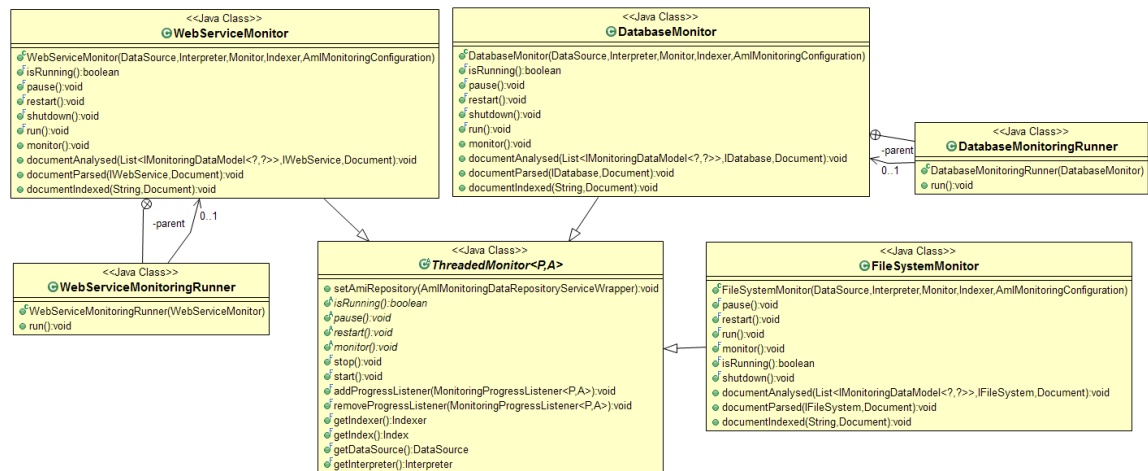 <<Java Class>>
WebServiceMonitor
WebServiceMonitor(DataSource,Interpreter,Monitor,Indexer,AmIMonitoringConfiguration)
isRunning():boolean
pause():void
restart():void
shutdown():void
run():void
monitor():void
documentAnalysed(List<IMonitoringDataModel<?,?>>,IWebService,Document):void
documentParsed(IWebService,Document):void
documentIndexed(String,Document):void
<<Java Class>>
DatabaseMonitor
DatabaseMonitor(DataSource,Interpreter,Monitor,Indexer,AmIMonitoringConfiguration)
isRunning():boolean
pause():void
restart():void
shutdown():void
run():void
monitor():void
documentAnalysed(List<IMonitoringDataModel<?,?>>,IDatabase,Document):void
documentParsed(IDatabase,Document):void
documentIndexed(String,Document):void
-parent
0..1
<<Java Class>>
DatabaseMonitoringRunner
DatabaseMonitoringRunner(DatabaseMonitor)
run():void
-parent
0..1
<<Java Class>>
WebServiceMonitoringRunner
WebServiceMonitoringRunner(WebServiceMonitor)
run():void
<<Java Class>>
ThreadedMonitor<P,A>
setAmiRepository(AmIMonitoringDataRepositoryServiceWrapper):void
isRunning():boolean
pause():void
restart():void
monitor():void
stop():void
start():void
addProgressListener(MonitoringProgressListener<P,A>):void
removeProgressListener(MonitoringProgressListener<P,A>):void
getIndexer():Indexer
getIndex():Index
getDataSource():DataSource
getInterpreter():Interpreter
<<Java Class>>
FileSystemMonitor
FileSystemMonitor(DataSource,Interpreter,Monitor,Indexer,AmIMonitoringConfiguration)
pause():void
restart():void
run():void
monitor():void
isRunning():boolean
shutdown():void
documentAnalysed(List<IMonitoringDataModel<?,?>>,IFileSystem,Document):void
documentParsed(IFileSystem,Document):void
documentIndexed(String,Document):void